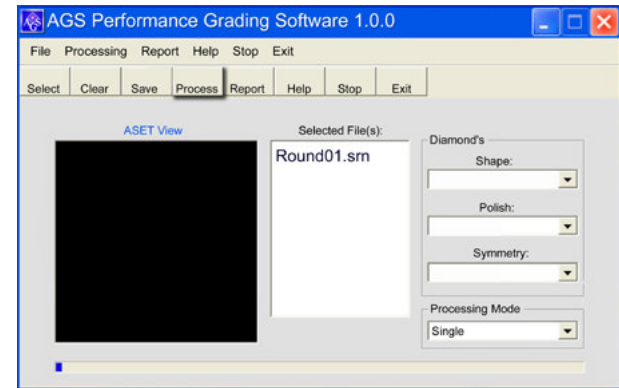 AGS Performance Grading Software 1.0.0
File Processing Report Help Stop Exit
Select Clear Save Process Report Help Stop Exit
ASET View
Selected File(s):
Round01.srn
Diamond's
Shape:
Polish:
Symmetry:
Processing Mode
Single